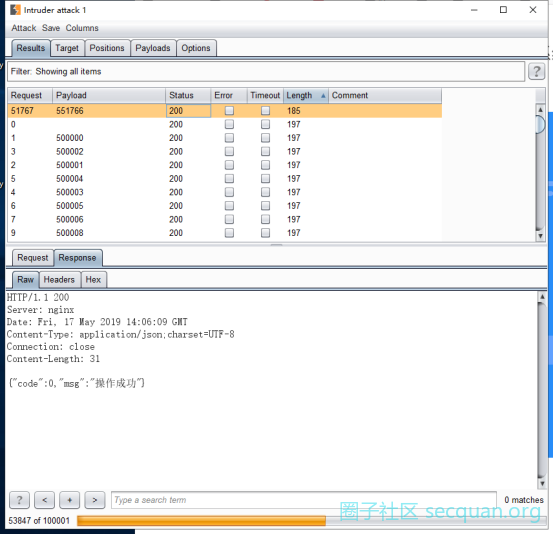 Intruder attack 1
Attack Save Columns
Results Target Positions Payloads Options
Filter: Showing all items ?
Request Payload Status Error Timeout Length Comment
51767 551766 200 185
0 200 197
1 500000 200 197
3 500002 200 197
2 500001 200 197
5 500004 200 197
4 500003 200 197
6 500005 200 197
7 500006 200 197
9 500008 200 197
Request Response
Raw Headers Hex
HTTP/1.1 200
Server: nginx
Date: Fri, 17 May 2019 14:06:09 GMT
Content-Type: application/json;charset=UTF-8
Connection: close
Content-Length: 31
{"code":0,"msg":"操作成功"}
? < + > Type a search term 0 matches
圈子社区 secquan.org
53847 of 100001